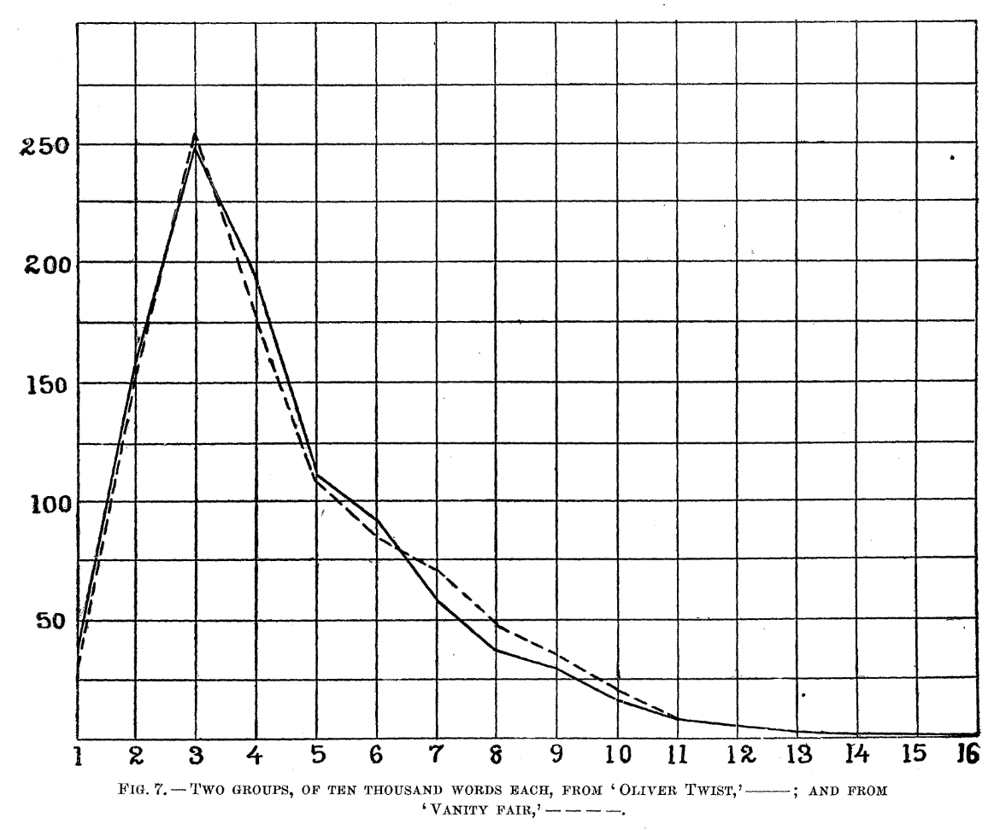 250
200
150
100
50
1 2 3 4 5 6 7 8 9 10 11 12 13 14 15 16
FIG. 7.—TWO GROUPS, OF TEN THOUSAND WORDS EACH, FROM ‘OLIVER TWIST,’———; AND FROM
‘VANITY FAIR,’– – – – –.